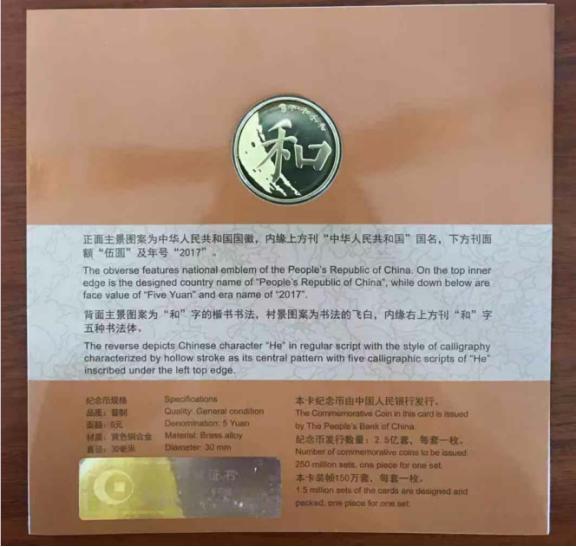 和
正面主景图案为中华人民共和国国徽，内缘上方刊“中华人民共和国”国名，下方刊面
额“伍圆”及年号“2017”。
The obverse features national emblem of the People's Republic of China. On the top inner
edge is the designed country name of "People's Republic of China", while down below are
face value of "Five Yuan" and era name of "2017".
背面主景图案为“和”字的楷书书法，衬景图案为书法的飞白，内缘右上方刊“和”字
五种书法体。
The reverse depicts Chinese character "He" in regular script with the style of calligraphy
characterized by hollow stroke as its central pattern with five calligraphic scripts of "He"
inscribed under the left top edge.
纪念币规格 Specifications
品质：普制 Quality: General condition
面额：5元 Denomination: 5 Yuan
材质：黄色铜合金 Material: Brass alloy
直径：30毫米 Diameter: 30 mm
本卡纪念币由中国人民银行发行。
The Commemorative Coin in this card is issued
by The People's Bank of China.
纪念币发行数量：2.5亿套，每套一枚。
Number of commemorative coins to be issued:
250 million sets, one piece for one set.
本卡装帧150万套，每套一枚。
1.5 million sets of the cards are designed and
packed, one piece for one set.
证书